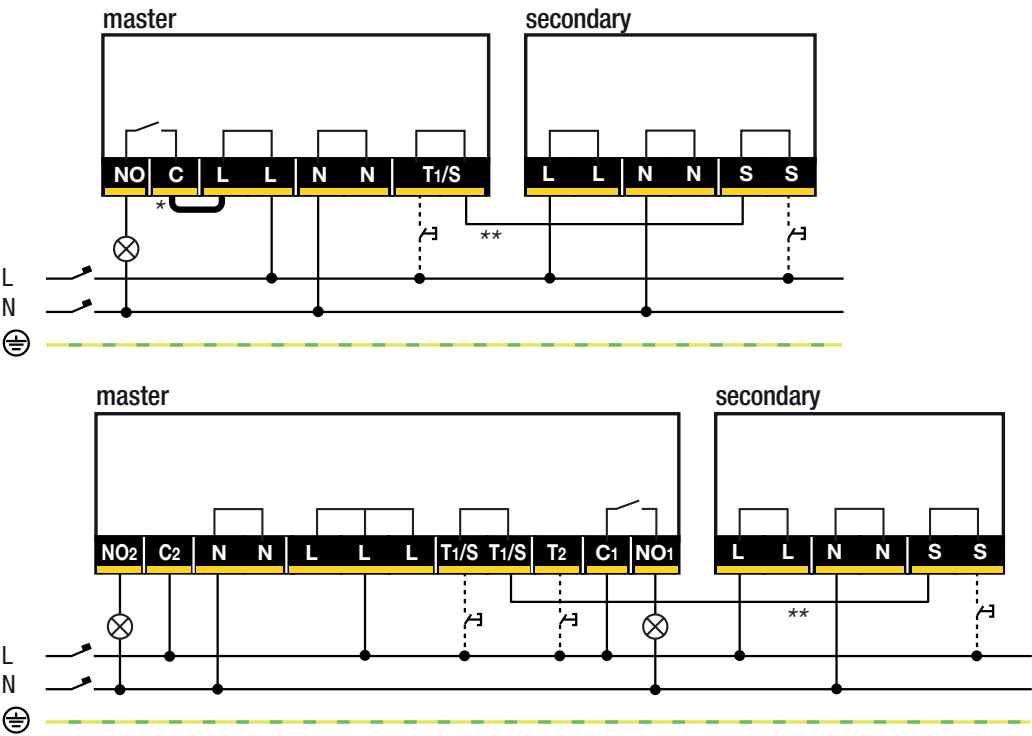 master secondary
NO C L L N N T1/S L L N N S S
* **
L
N
master secondary
NO2 C2 N N L L L T1/S T1/S T2 C1 NO1 L L N N S S
**
L
N